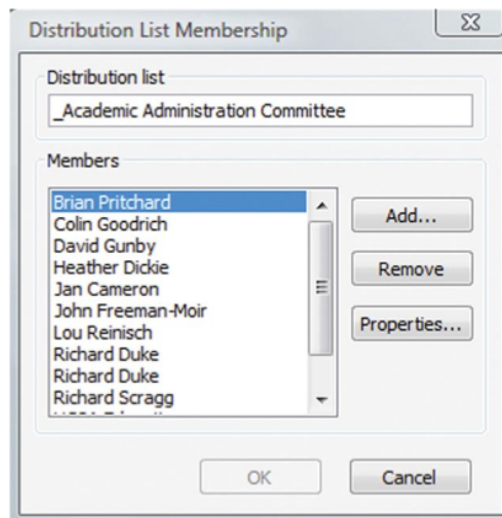 Distribution List Membership
Distribution list
_Academic Administration Committee
Members
Brian Pritchard
Colin Goodrich
David Gunby
Heather Dickie
Jan Cameron
John Freeman-Moir
Lou Reinisch
Richard Duke
Richard Duke
Richard Scragg
Add...
Remove
Properties...
OK
Cancel